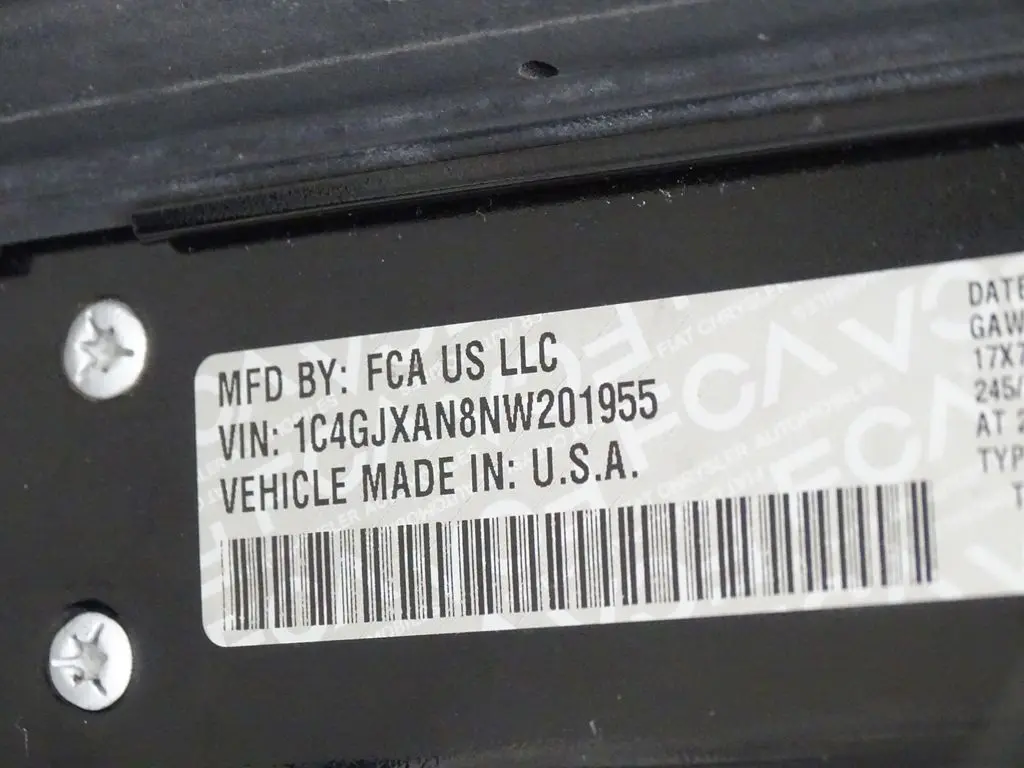 MFD BY: FCA US LLC
VIN: 1C4GJXAN8NW201955
VEHICLE MADE IN: U.S.A.
DATE
GAW
17X7
245/
AT 2
TYP
T